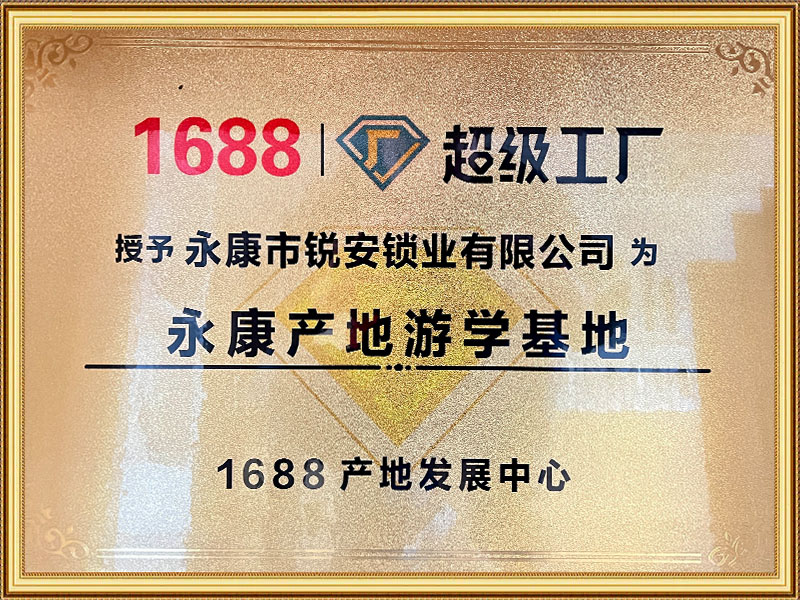 1688 | 厂 超级工厂
授予 永康市锐安锁业有限公司 为
永康产地游学基地
1688 产地发展中心